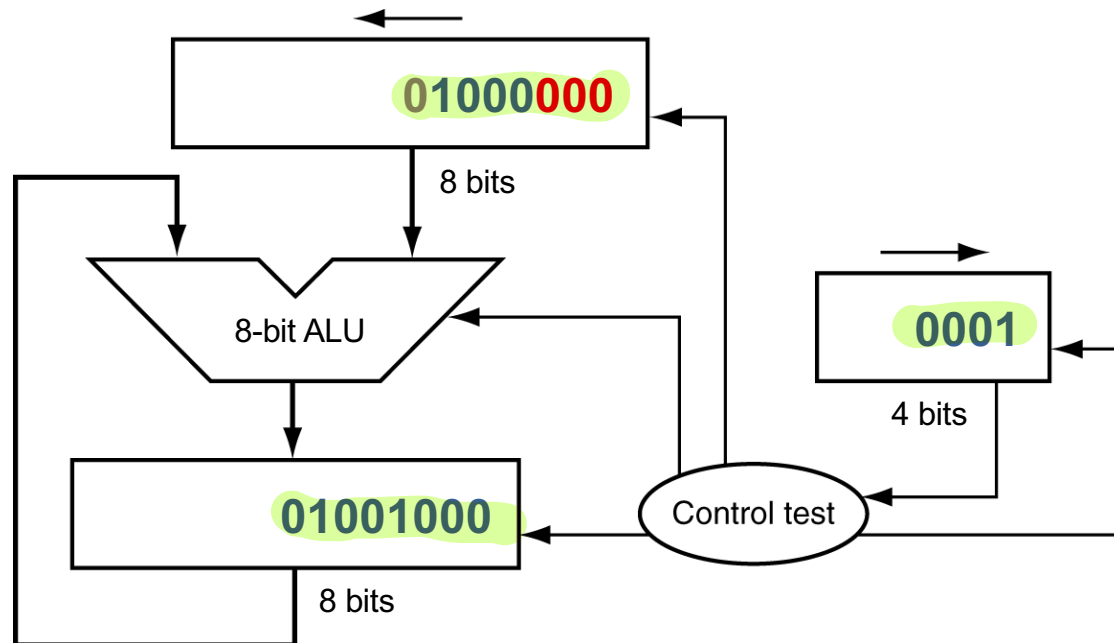 01000000
8 bits
8-bit ALU
0001
4 bits
01001000
Control test
8 bits